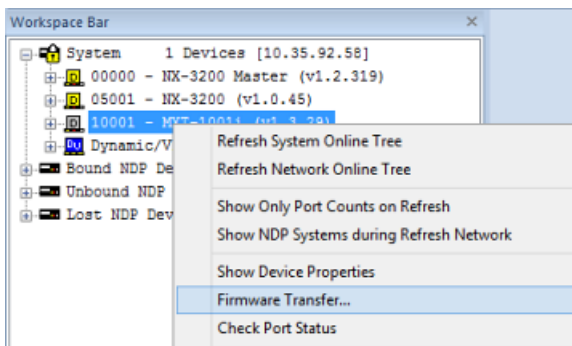 Workspace Bar
System 1 Devices [10.35.92.58]
00000 - NX-3200 Master (v1.2.319)
05001 - NX-3200 (v1.0.45)
10001 - MXT-1001i (v1.3.29)
Dynamic/V
Bound NDP De
Unbound NDP
Lost NDP Dev
Refresh System Online Tree
Refresh Network Online Tree
Show Only Port Counts on Refresh
Show NDP Systems during Refresh Network
Show Device Properties
Firmware Transfer...
Check Port Status